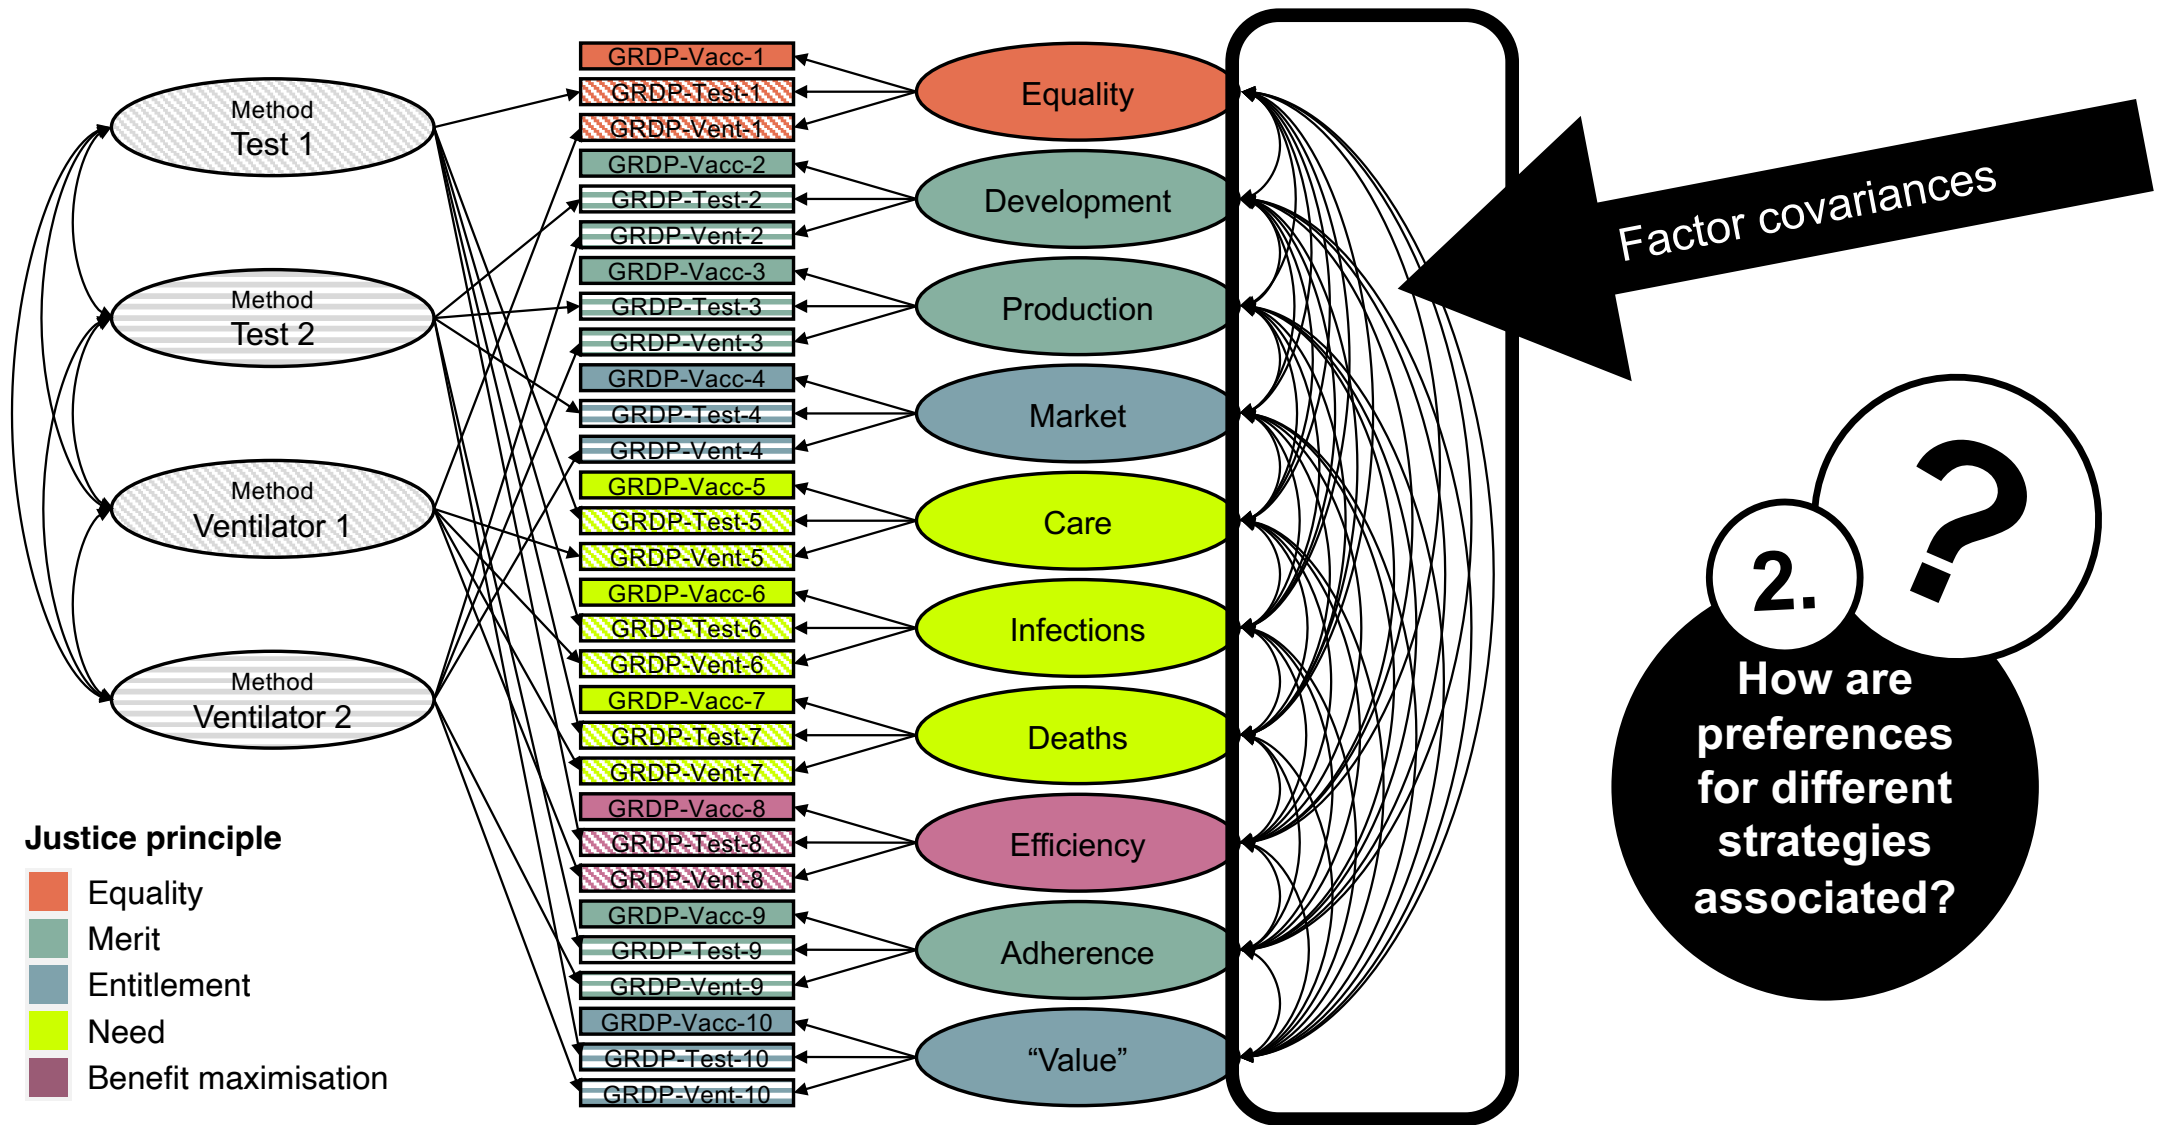 Method
Test 1
Method
Test 2
Method
Ventilator 1
Method
Ventilator 2
GRDP-Vacc-1
GRDP-Test-1
GRDP-Vent-1
GRDP-Vacc-2
GRDP-Test-2
GRDP-Vent-2
GRDP-Vacc-3
GRDP-Test-3
GRDP-Vent-3
GRDP-Vacc-4
GRDP-Test-4
GRDP-Vent-4
GRDP-Vacc-5
GRDP-Test-5
GRDP-Vent-5
GRDP-Vacc-6
GRDP-Test-6
GRDP-Vent-6
GRDP-Vacc-7
GRDP-Test-7
GRDP-Vent-7
GRDP-Vacc-8
GRDP-Test-8
GRDP-Vent-8
GRDP-Vacc-9
GRDP-Test-9
GRDP-Vent-9
GRDP-Vacc-10
GRDP-Test-10
GRDP-Vent-10
Equality
Development
Production
Market
Care
Infections
Deaths
Efficiency
Adherence
“Value”
Factor covariances
?
2.
How are
preferences
for different
strategies
associated?
Justice principle
Equality
Merit
Entitlement
Need
Benefit maximisation